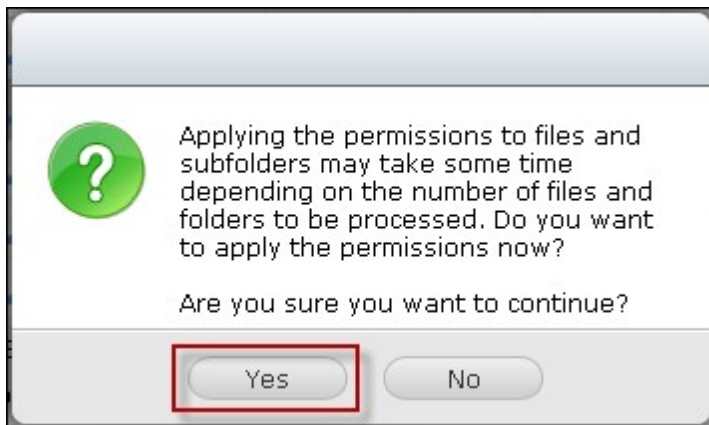 Applying the permissions to files and
subfolders may take some time
depending on the number of files and
folders to be processed. Do you want
to apply the permissions now?
Are you sure you want to continue?
Yes No